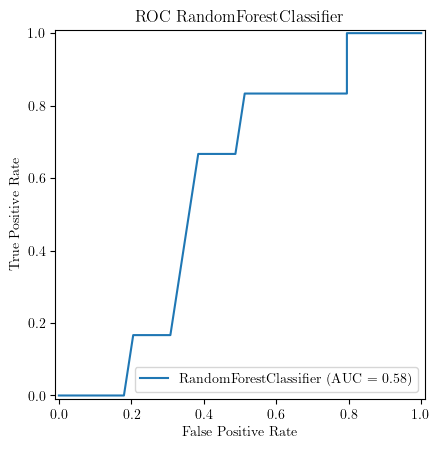 ROC RandomForestClassifier
1.0
0.8
0.6
0.4
0.2
0.0
True Positive Rate
RandomForestClassifier (AUC = 0.58)
0.0 0.2 0.4 0.6 0.8 1.0
False Positive Rate